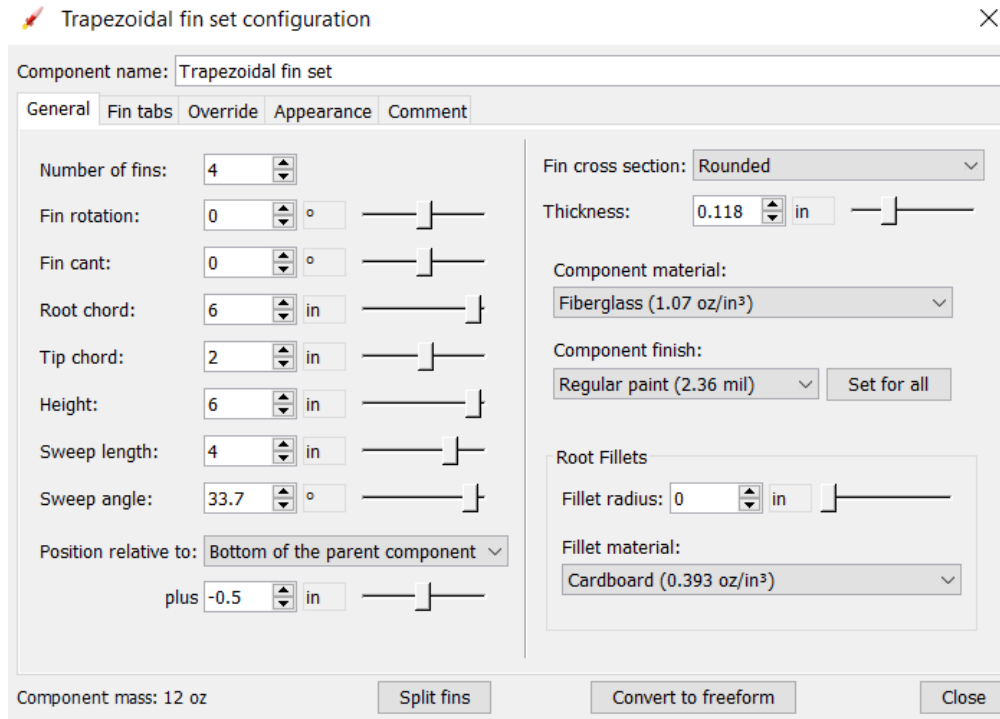 Trapezoidal fin set configuration
Component name: Trapezoidal fin set
General Fin tabs Override Appearance Comment
Number of fins: 4
Fin rotation: 0 °
Fin cant: 0 °
Root chord: 6 in
Tip chord: 2 in
Height: 6 in
Sweep length: 4 in
Sweep angle: 33.7 °
Position relative to: Bottom of the parent component
plus -0.5 in
Fin cross section: Rounded
Thickness: 0.118 in
Component material:
Fiberglass (1.07 oz/in³)
Component finish:
Regular paint (2.36 mil) Set for all
Root Fillets
Fillet radius: 0 in
Fillet material:
Cardboard (0.393 oz/in³)
Component mass: 12 oz Split fins Convert to freeform Close